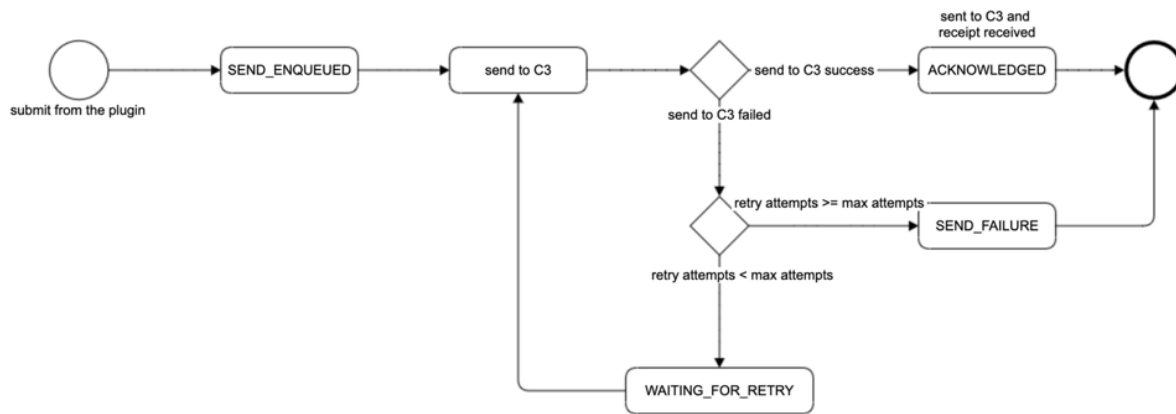 sent to C3 and
receipt received
SEND_ENQUEUED
send to C3
send to C3 success
ACKNOWLEDGED
submit from the plugin
send to C3 failed
retry attempts >= max attempts
SEND_FAILURE
retry attempts < max attempts
WAITING_FOR_RETRY